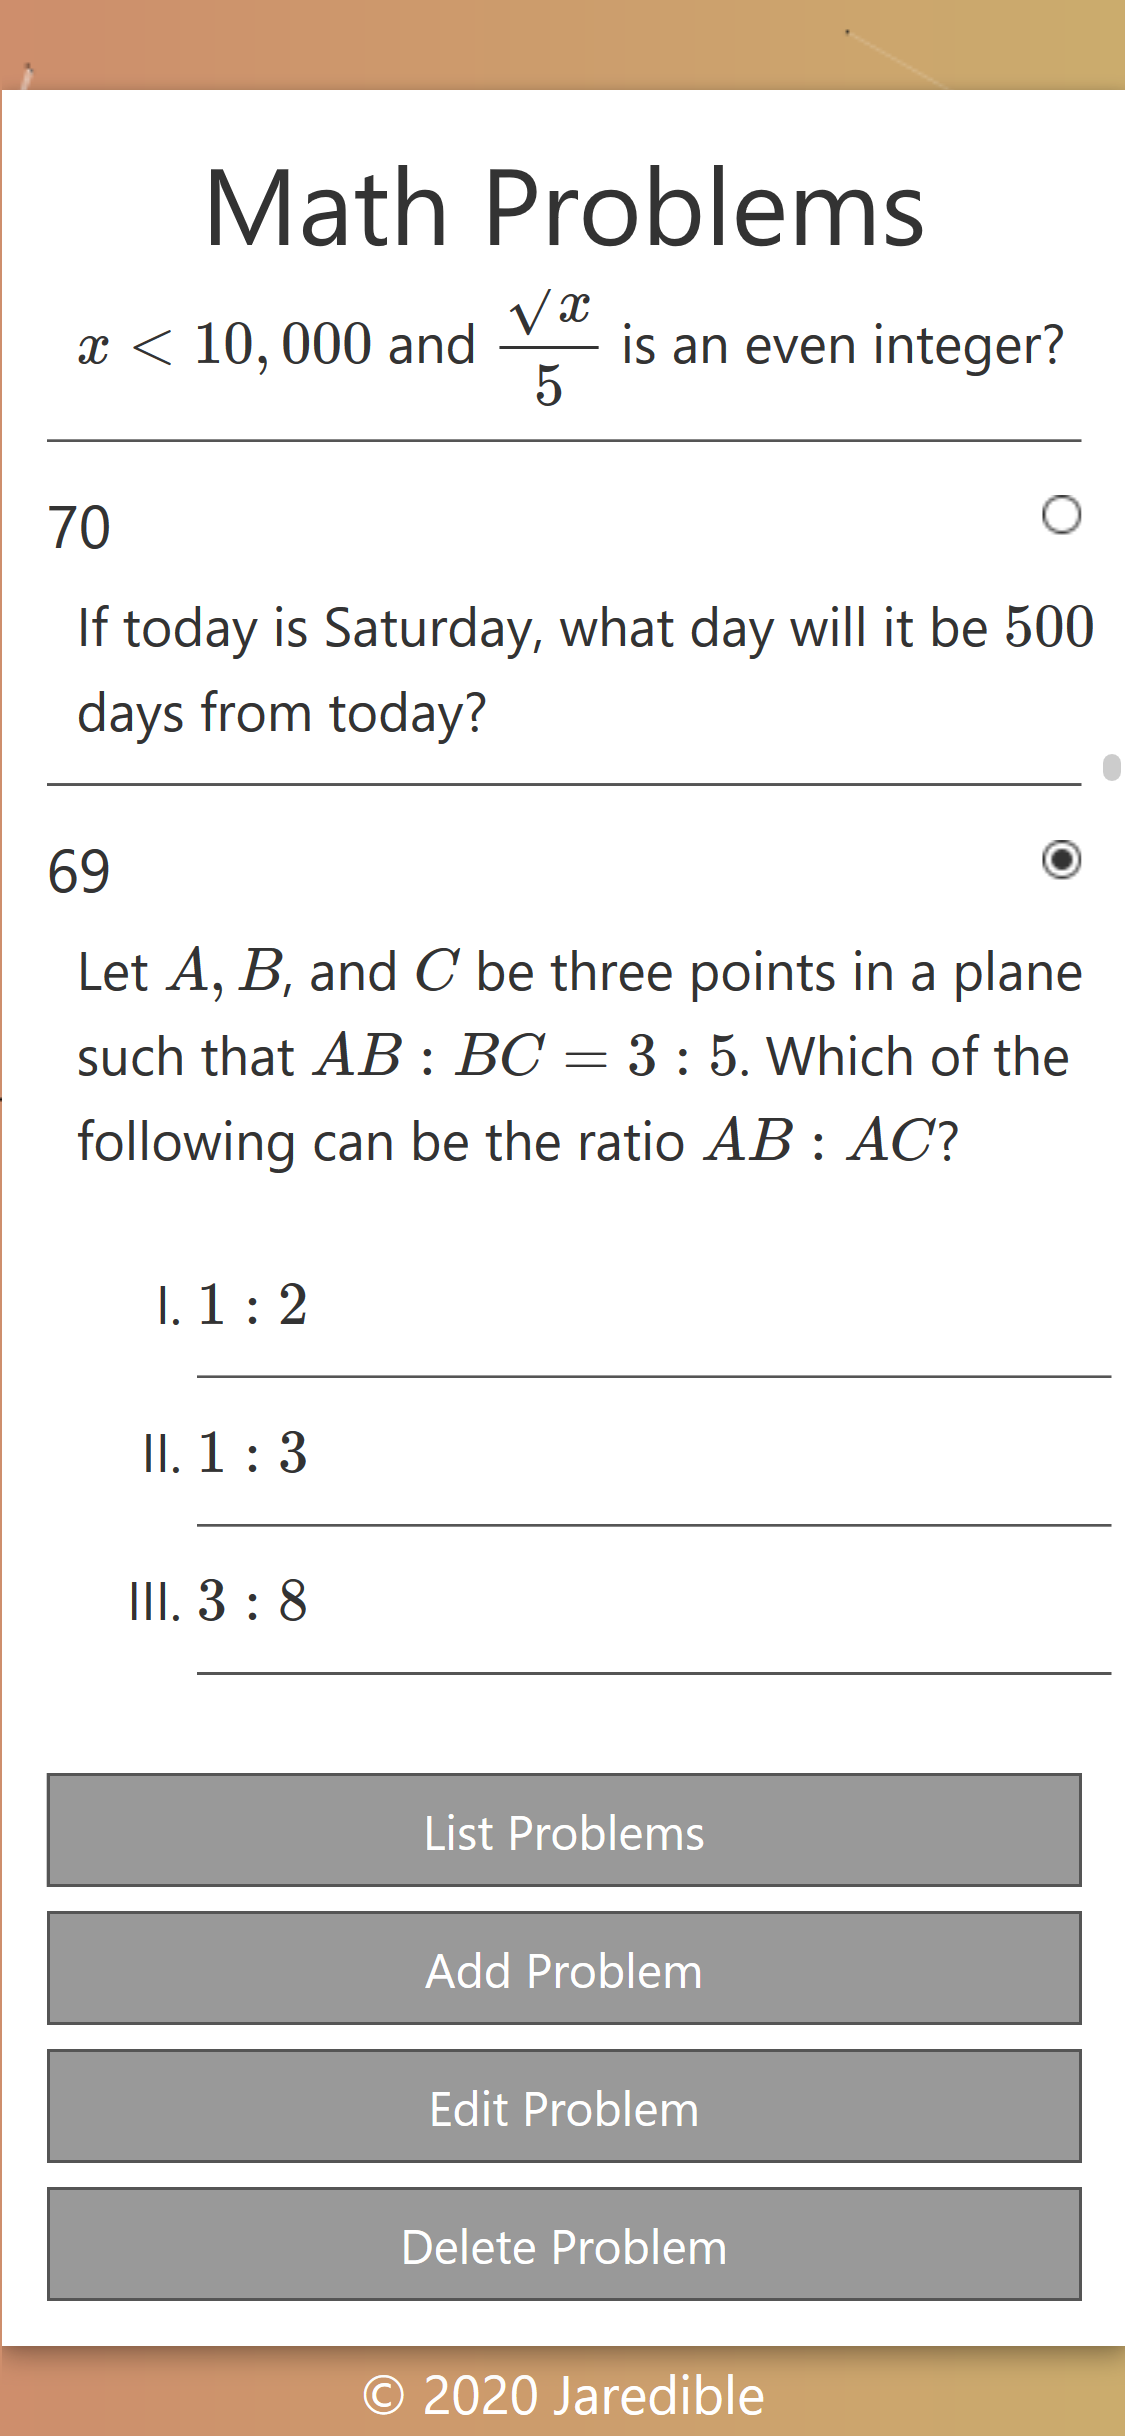 Math Problems
x < 10,000 and √x/5 is an even integer?
70
If today is Saturday, what day will it be 500
days from today?
69
Let A, B, and C be three points in a plane
such that AB : BC = 3 : 5. Which of the
following can be the ratio AB : AC?
I. 1 : 2
II. 1 : 3
III. 3 : 8
List Problems
Add Problem
Edit Problem
Delete Problem
© 2020 Jaredible